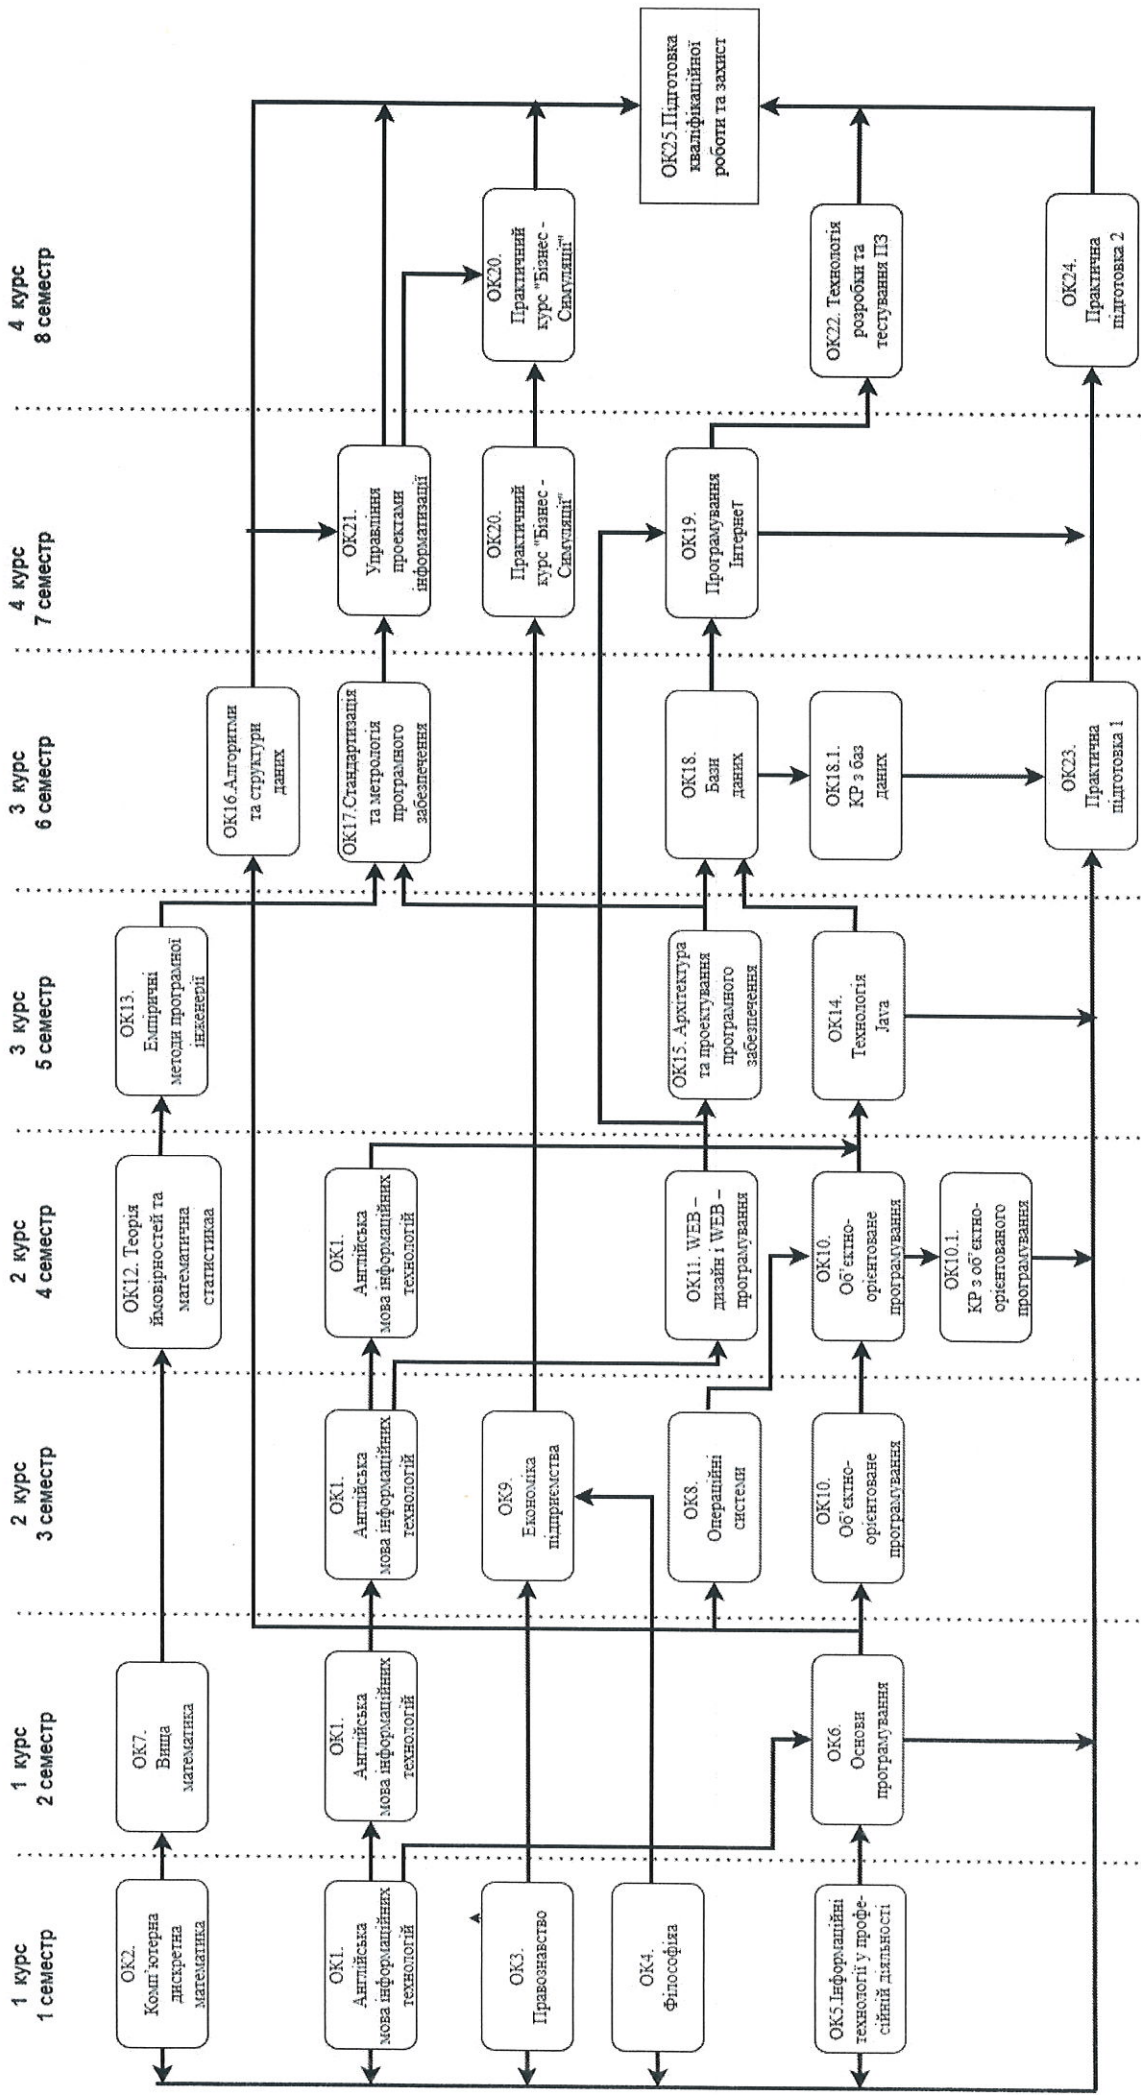 1 курс
1 семестр
1 курс
2 семестр
2 курс
3 семестр
2 курс
4 семестр
3 курс
5 семестр
3 курс
6 семестр
4 курс
7 семестр
4 курс
8 семестр
ОК2.
Комп'ютерна
дискретна
математика
ОК1.
Англійська
мова інформаційних
технологій
ОК3.
Правознавство
ОК4.
Філософія
ОК5.Інформаційні
технології у профе-
сійній діяльності
ОК7.
Вища
математика
ОК1.
Англійська
мова інформаційних
технологій
ОК6.
Основи
програмування
ОК1.
Англійська
мова інформаційних
технологій
ОК9.
Економіка
підприємства
ОК8.
Операційні
системи
ОК10.
Об'єктно-
орієнтоване
програмування
ОК12. Теорія
ймовірностей та
математична
статистикаа
ОК1.
Англійська
мова інформаційних
технологій
ОК11. WEB –
дизайн і WEB –
програмування
ОК10.
Об'єктно-
орієнтоване
програмування
ОК10.1.
КР з об'єктно-
орієнтованого
програмування
ОК13.
Емпіричні
методи програмної
інженерії
ОК15. Архітектура
та проектування
програмного
забезпечення
ОК14.
Технологія
Java
ОК16.Алгоритми
та структури
даних
ОК17.Стандартизація
та метрологія
програмного
забезпечення
ОК18.
Бази
даних
ОК18.1.
КР з баз
даних
ОК23.
Практична
підготовка 1
ОК21.
Управління
проектами
інформатизації
ОК20.
Практичний
курс "Бізнес -
Симуляції"
ОК19.
Програмування
Інтернет
ОК20.
Практичний
курс "Бізнес -
Симуляції"
ОК22. Технологія
розробки та
тестування ПЗ
ОК24.
Практична
підготовка 2
ОК25.Підготовка
кваліфікаційної
роботи та захист